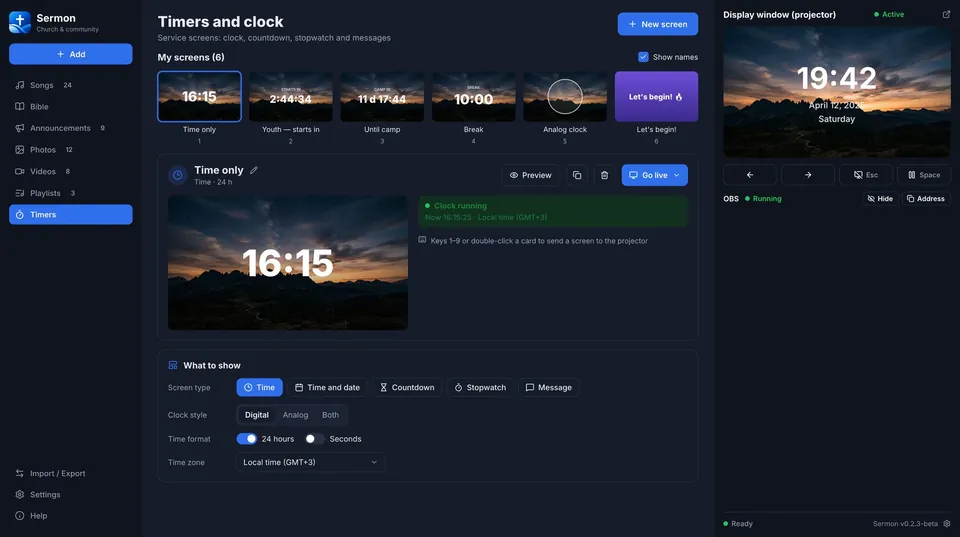 Sermon
Church & community
+ Add
Songs 24
Bible
Announcements 9
Photos 12
Videos 8
Playlists 3
Timers
Import / Export
Settings
Help
Timers and clock
Service screens: clock, countdown, stopwatch and messages
+ New screen
My screens (6)
Show names
16:15
Time only
1
STARTS IN
2:44:34
Youth — starts in
2
CAMP IN
11 d 17:44
Until camp
3
BREAK
10:00
Break
4
Analog clock
5
Let's begin! 🔥
Let's begin!
6
Time only
Time · 24 h
Preview
Go live
16:15
Clock running
Now 16:15:25 · Local time (GMT+3)
Keys 1–9 or double-click a card to send a screen to the projector
What to show
Screen type
Time
Time and date
Countdown
Stopwatch
Message
Clock style
Digital
Analog
Both
Time format
24 hours
Seconds
Time zone
Local time (GMT+3)
Display window (projector)
Active
19:42
April 12, 2025
Saturday
Esc
Space
OBS
Running
Hide
Address
Ready
Sermon v0.2.3-beta